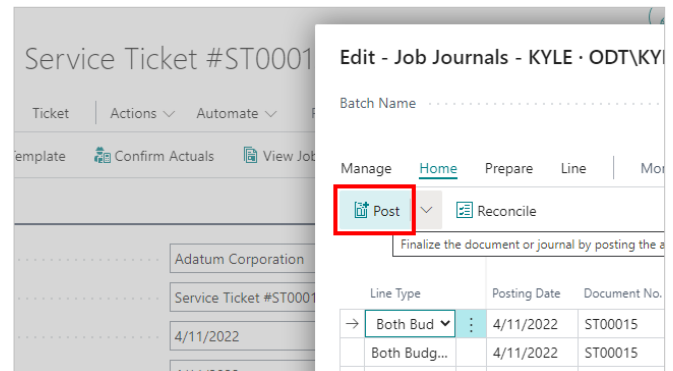 Service Ticket #ST0001
Edit - Job Journals - KYLE · ODT\KY
Batch Name
Ticket Actions Automate
Template Confirm Actuals View Job
Manage Home Prepare Line
Post Reconcile
Finalize the document or journal by posting the
Adatum Corporation
Service Ticket #ST0001
4/11/2022
Line Type Posting Date Document No.
Both Bud 4/11/2022 ST00015
Both Budg... 4/11/2022 ST00015